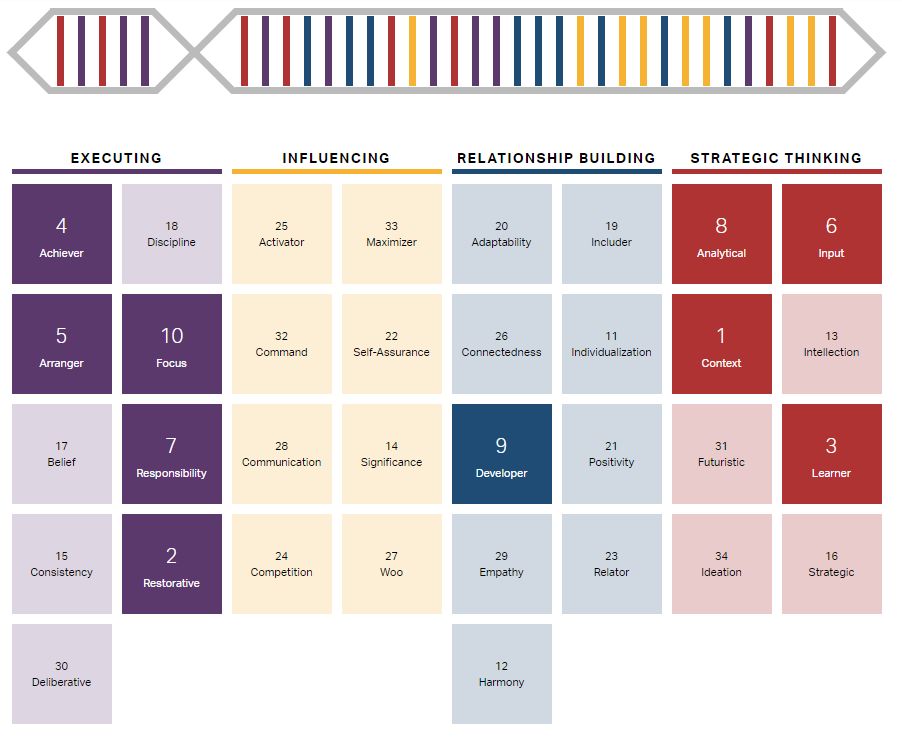 EXECUTING
INFLUENCING
RELATIONSHIP BUILDING
STRATEGIC THINKING
4
Achiever
18
Discipline
25
Activator
33
Maximizer
20
Adaptability
19
Includer
8
Analytical
6
Input
5
Arranger
10
Focus
32
Command
22
Self-Assurance
26
Connectedness
11
Individualization
1
Context
13
Intellection
17
Belief
7
Responsibility
28
Communication
14
Significance
9
Developer
21
Positivity
31
Futuristic
3
Learner
15
Consistency
2
Restorative
24
Competition
27
Woo
29
Empathy
23
Relator
34
Ideation
16
Strategic
30
Deliberative
12
Harmony